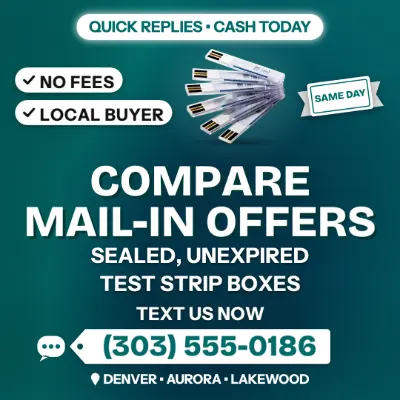 QUICK REPLIES • CASH TODAY
✓ NO FEES
✓ LOCAL BUYER
SAME DAY
COMPARE
MAIL-IN OFFERS
SEALED, UNEXPIRED
TEST STRIP BOXES
TEXT US NOW
(303) 555-0186
DENVER • AURORA • LAKEWOOD